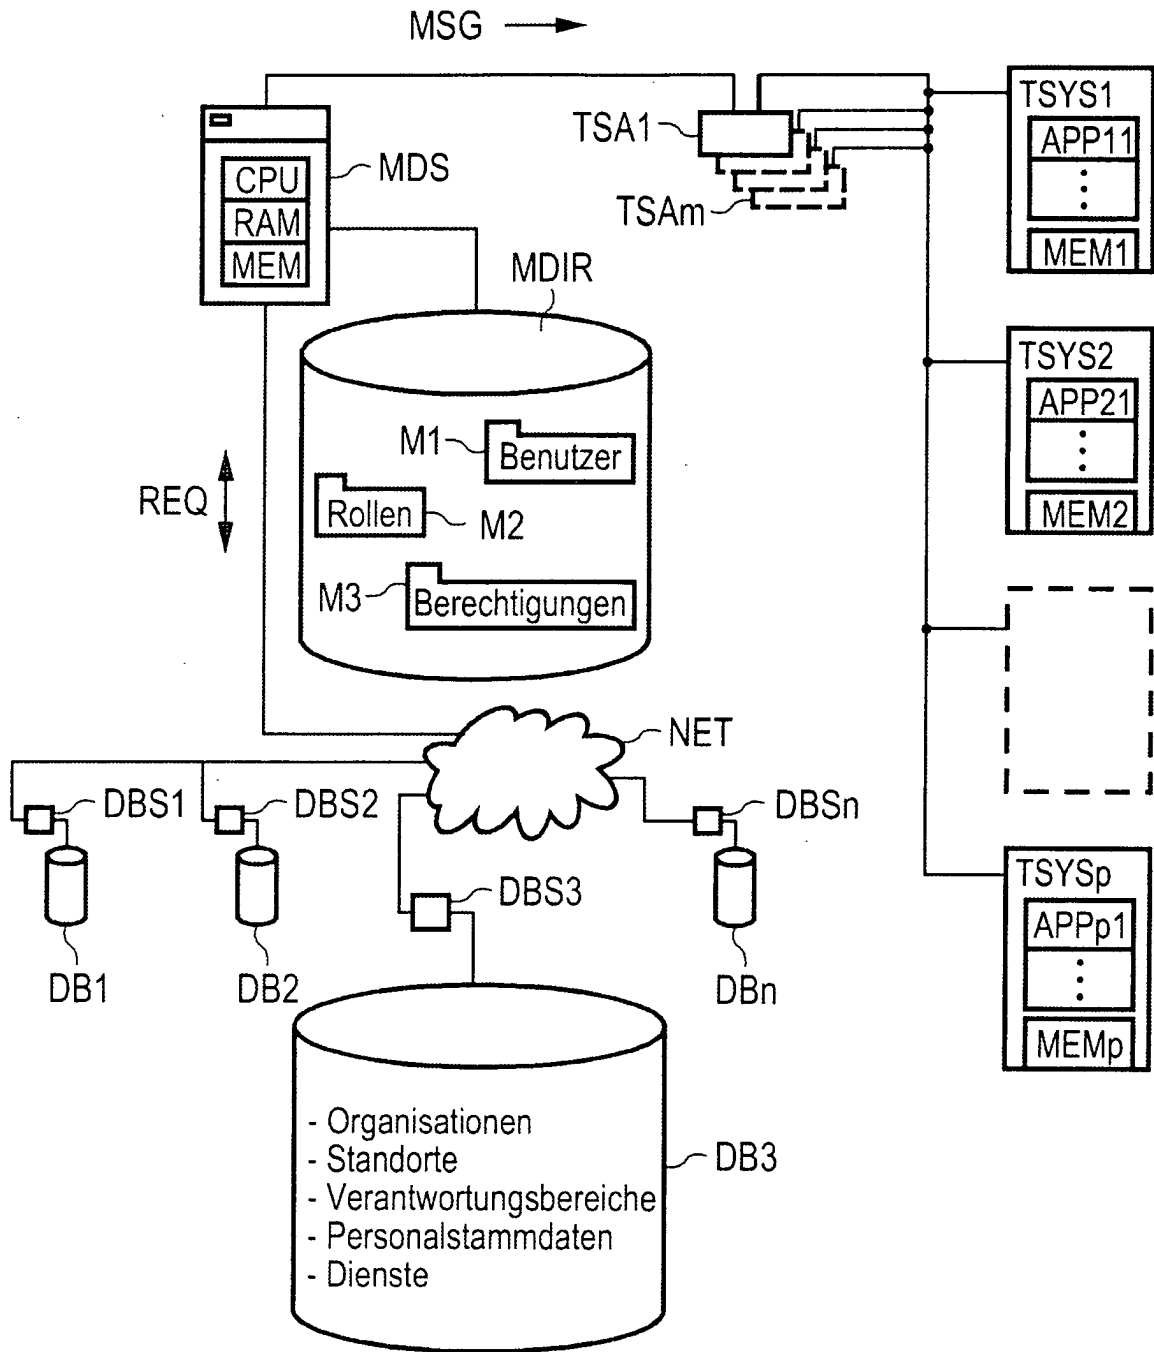 MSG
TSA1
TSAm
MDS
CPU
RAM
MEM
MDIR
M1
Benutzer
Rollen
M2
M3
Berechtigungen
REQ
TSYS1
APP11
MEM1
TSYS2
APP21
MEM2
NET
DBS1
DBS2
DBSn
DBS3
DB1
DB2
DBn
TSYSp
APPp1
MEMp
- Organisationen
- Standorte
- Verantwortungsbereiche
- Personalstammdaten
- Dienste
DB3